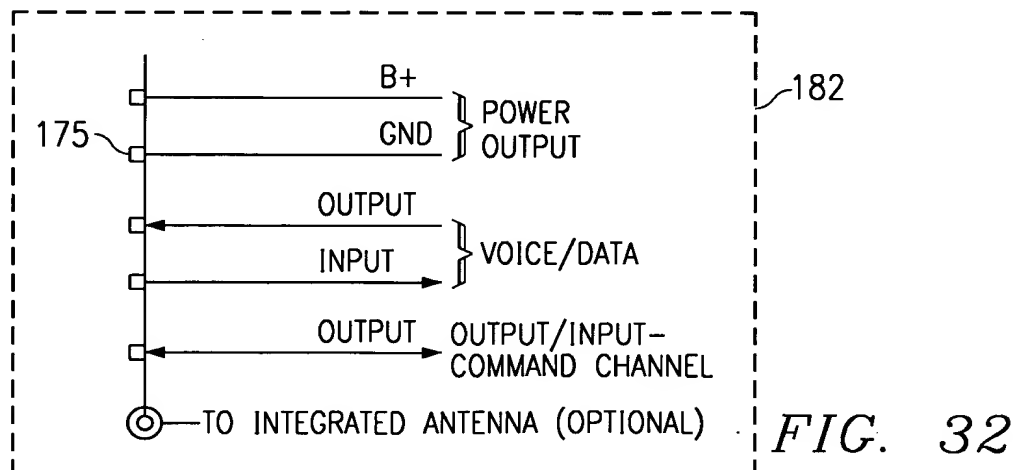 B+
182
POWER
175
GND
OUTPUT
OUTPUT
INPUT
VOICE/DATA
OUTPUT
OUTPUT/INPUT-
COMMAND CHANNEL
TO INTEGRATED ANTENNA (OPTIONAL)
FIG. 32